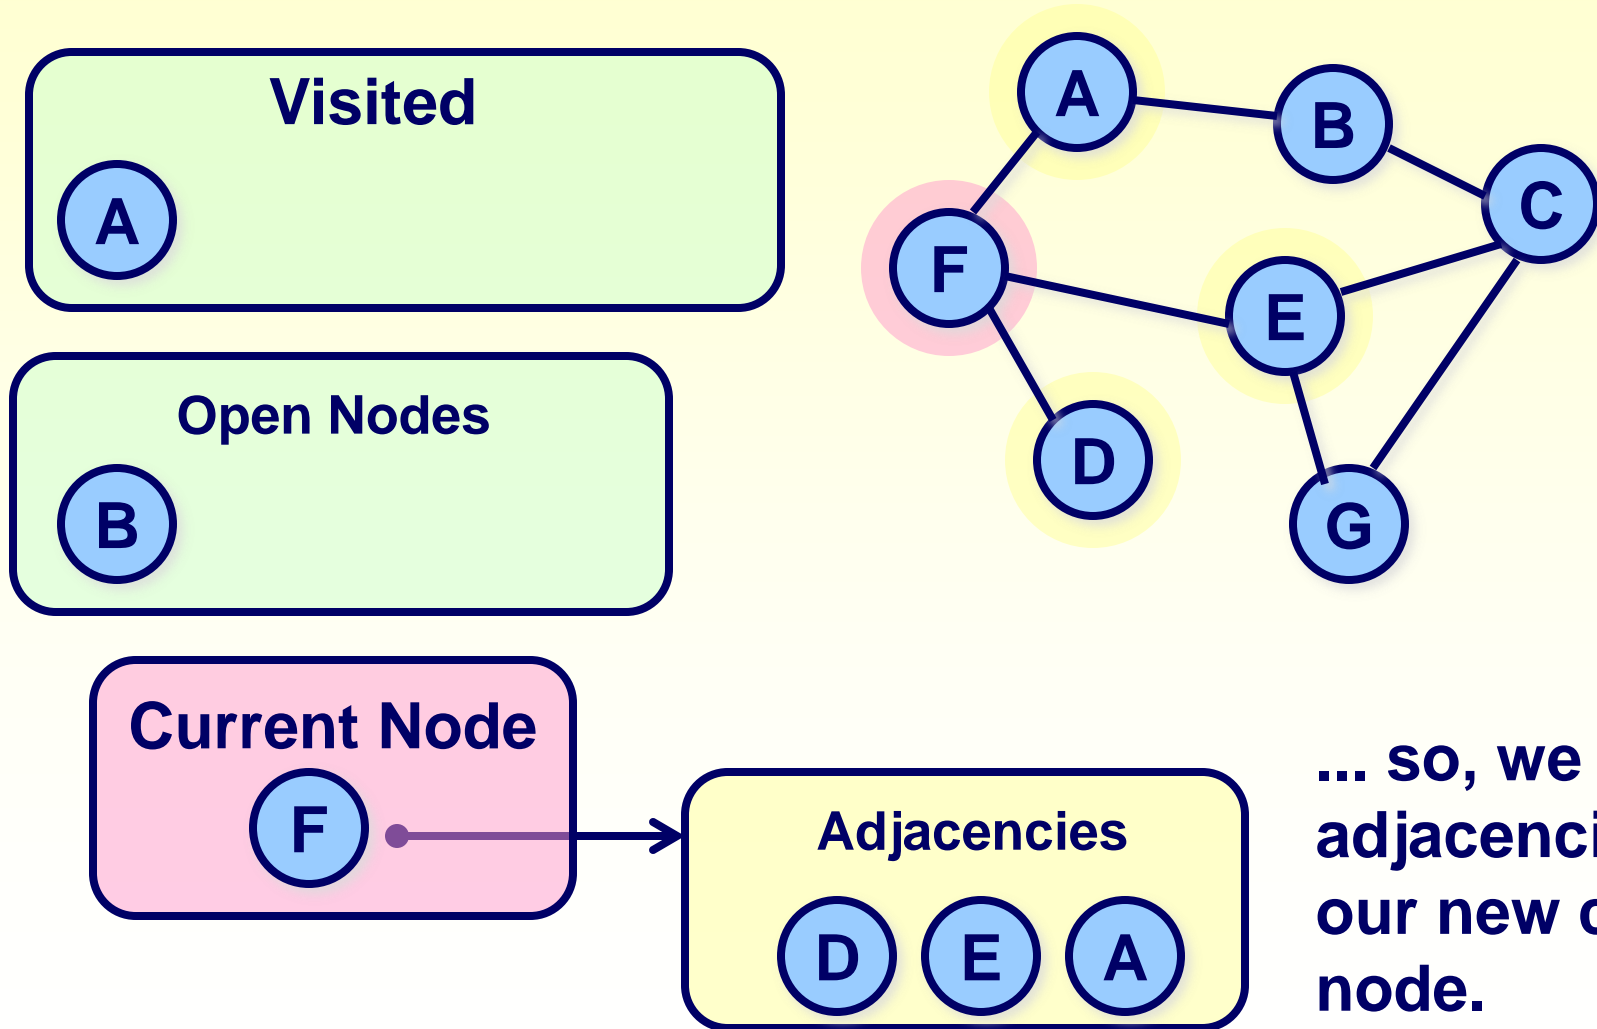 Visited
A
Open Nodes
B
Current Node
F
Adjacencies
D E A
A
B
C
F
E
D
G
... so, we
our new
node.